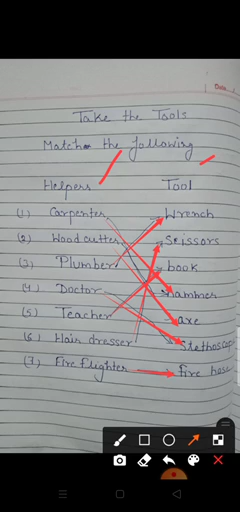 Date
Take the Tools
Match the following
Helpers Tool
(1) Carpenter Wrench
(2) Wood cutter Scissors
(3) Plumber book
(4) Doctor hammer
(5) Teacher axe
(6) Hair dresser Stethoscope
(7) Fire flighter fire hose